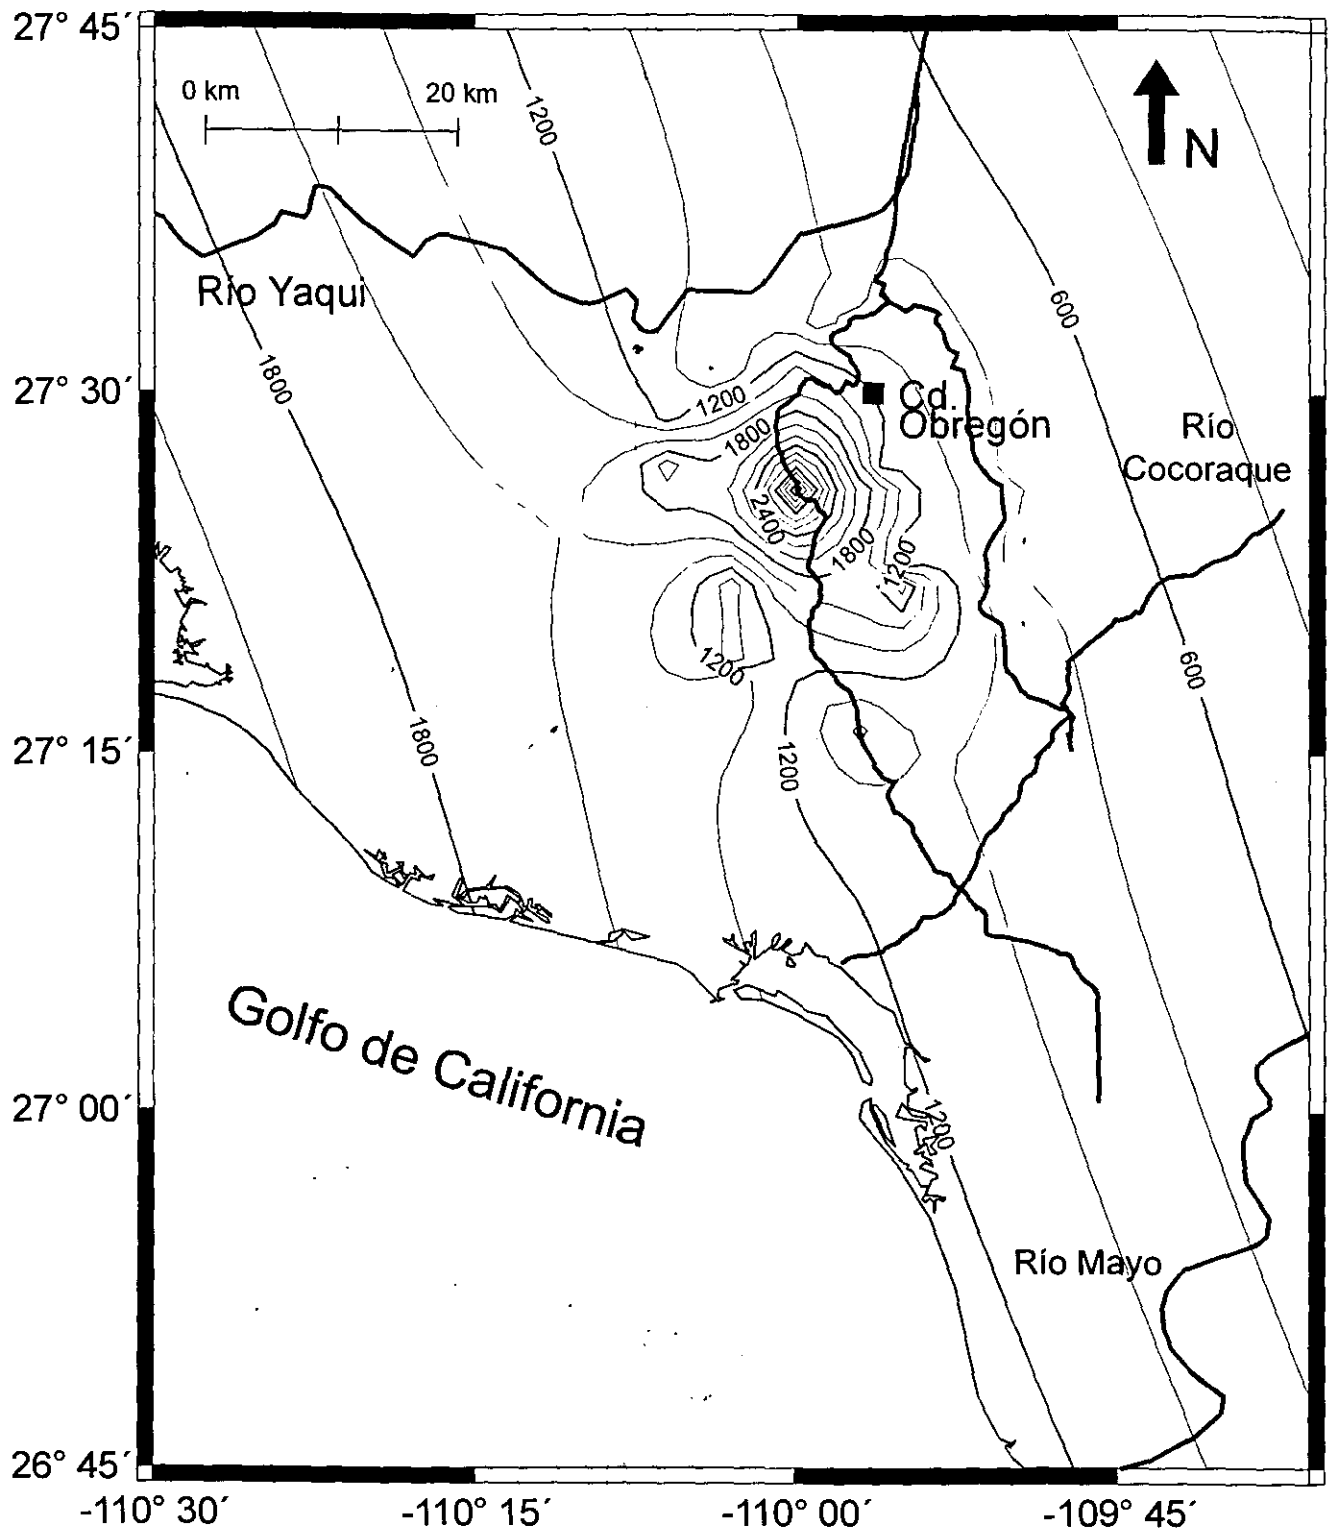 27° 45´
0 km
20 km
1200
N
Río Yaqui
600
1800
27° 30´
1200
Cd.
Obregón
1800
Río
Cocoraque
2400
1800
1200
1200
600
27° 15´
1800
1200
Golfo de California
27° 00´
1200
Río Mayo
26° 45´
-110° 30´
-110° 15´
-110° 00´
-109° 45´